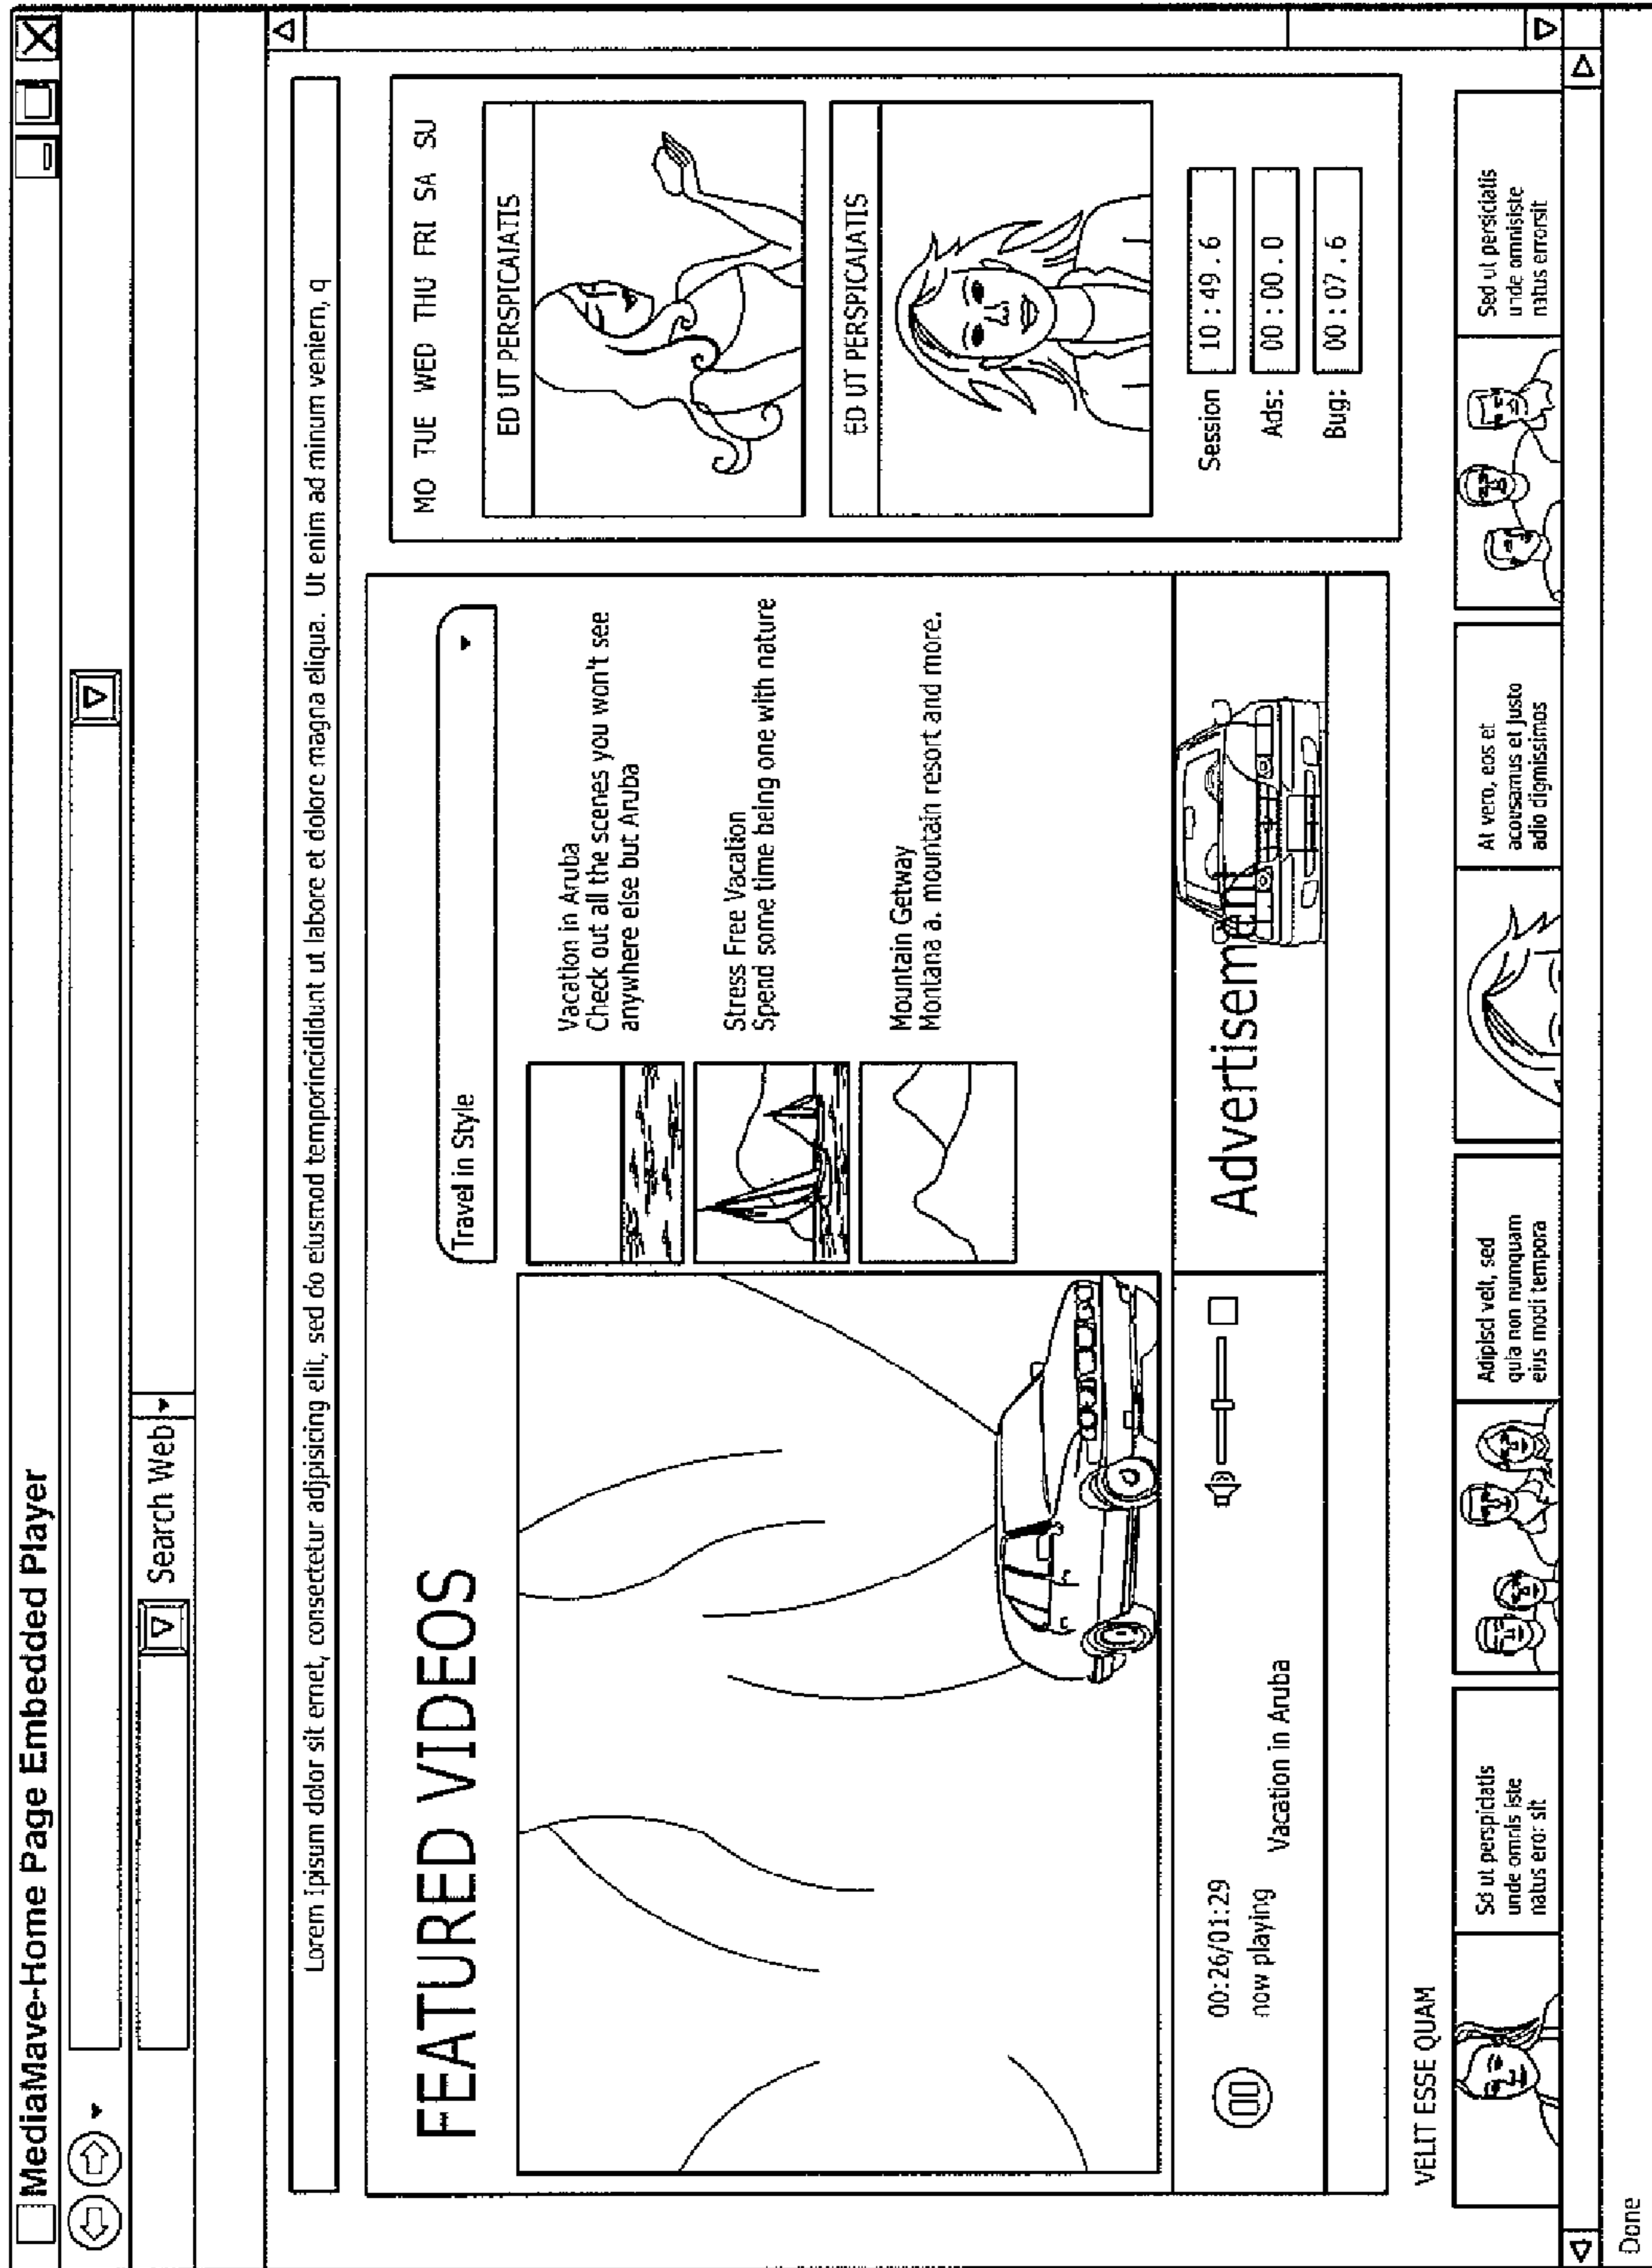 MediaMave-Home Page Embedded Player
Search Web
Lorem Ipisum dolor sit ernet, consectetur adjpisicing elit, sed do eiusmod temporincididunt ut labore et dolore magna eliqua. Ut enim ad minum veniem, q
FEATURED VIDEOS
Travel in Style
Vacation in Aruba
Check out all the scenes you won't see
anywhere else but Aruba
Stress Free Vacation
Spend some time being one with nature
Mountain Getway
Montana a. mountain resort and more.
00:26/01:29
now playing
Vacation in Aruba
Advertisement
MO TUE WED THU FRI SA SU
ED UT PERSPICAIATIS
ED UT PERSPICAIATIS
Session 10:49.6
Ads: 00:00.0
Bug: 00:07.6
VELIT ESSE QUAM
Sd ut perspiciatis
unde omnis iste
natus eror sit
Adipisci velt, sed
quia non numquam
eius modi tempora
At vero, eos et
acousamus et justo
adio digmissimos
Sed ut persiciatis
unde omnisiste
natus errorsit
Done